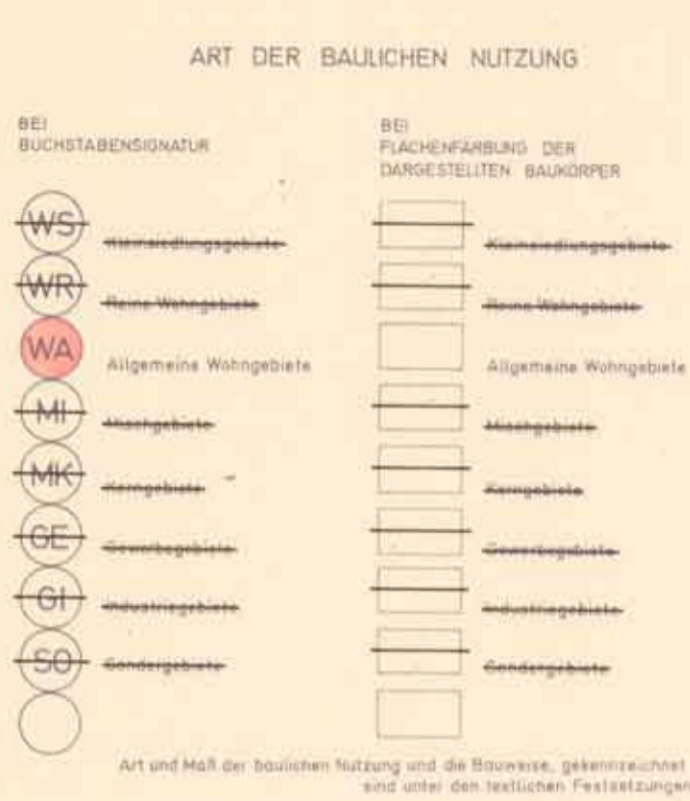 ART DER BAULICHEN NUTZUNG
BEI
BUCHSTABENSIGNATUR
BEI
FLÄCHENFÄRBUNG DER
DARGESTELLTEN BAUKÖRPER
WS Kleinsiedlungsgebiete
Kleinsiedlungsgebiete
WR Reine Wohngebiete
Reine Wohngebiete
WA Allgemeine Wohngebiete
Allgemeine Wohngebiete
MI Mischgebiete
Mischgebiete
MK Kerngebiete
Kerngebiete
GE Gewerbegebiete
Gewerbegebiete
GI Industriegebiete
Industriegebiete
SO Sondergebiete
Sondergebiete
Art und Maß der baulichen Nutzung und die Bauweise, gekennzeichnet
sind unter den textlichen Festsetzungen